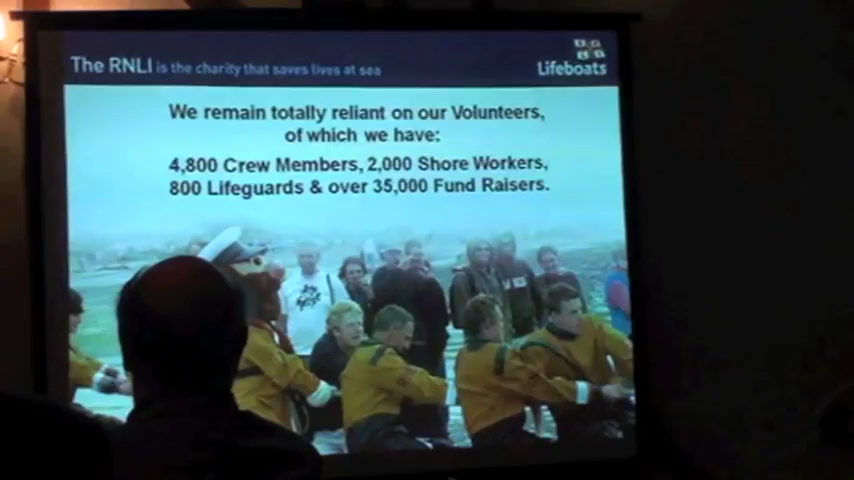 The RNLI is the charity that saves lives at sea
Lifeboats
We remain totally reliant on our Volunteers,
of which we have:
4,800 Crew Members, 2,000 Shore Workers,
800 Lifeguards & over 35,000 Fund Raisers.